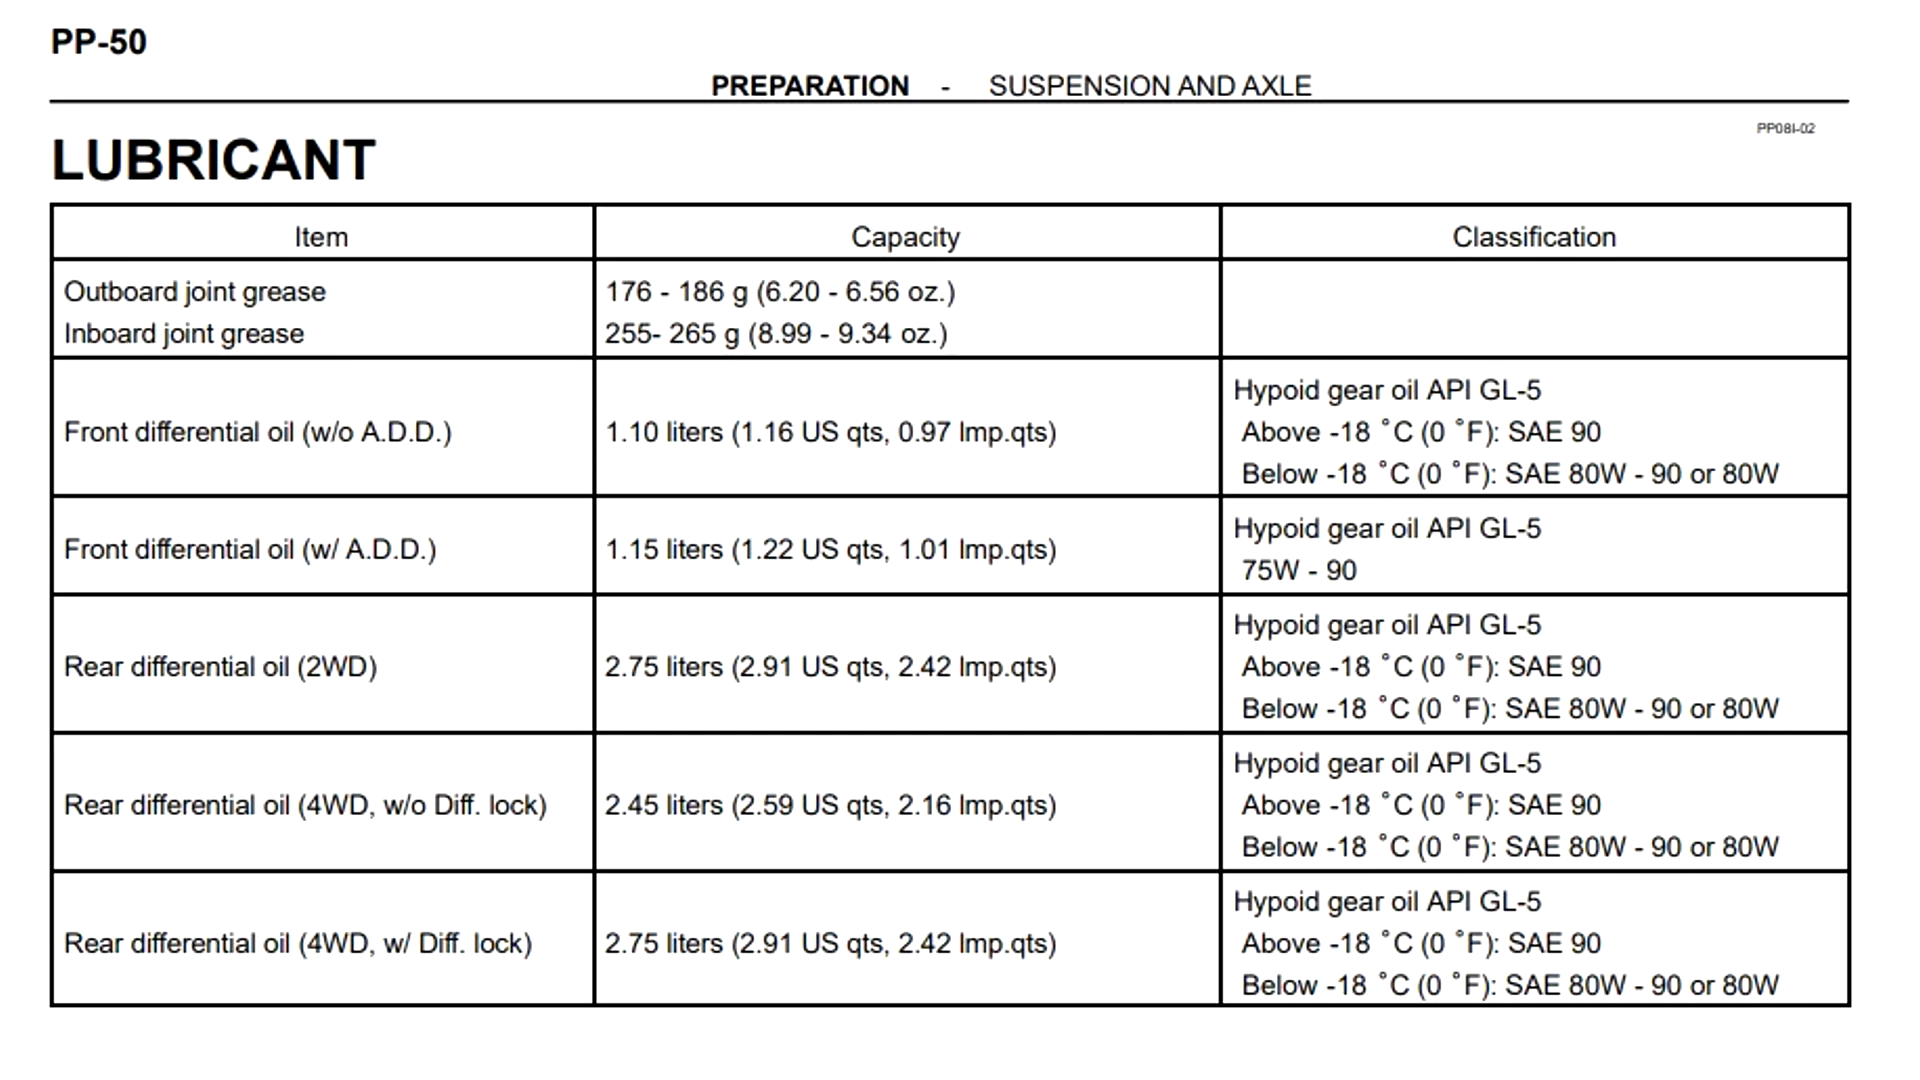 PP-50
PREPARATION - SUSPENSION AND AXLE
PP08I-02
LUBRICANT
Item Capacity Classification
Outboard joint grease 176 - 186 g (6.20 - 6.56 oz.)
Inboard joint grease 255- 265 g (8.99 - 9.34 oz.)
Front differential oil (w/o A.D.D.) 1.10 liters (1.16 US qts, 0.97 lmp.qts)
Hypoid gear oil API GL-5
Above -18 ˚C (0 ˚F): SAE 90
Below -18 ˚C (0 ˚F): SAE 80W - 90 or 80W
Front differential oil (w/ A.D.D.) 1.15 liters (1.22 US qts, 1.01 lmp.qts)
Hypoid gear oil API GL-5
75W - 90
Rear differential oil (2WD) 2.75 liters (2.91 US qts, 2.42 lmp.qts)
Hypoid gear oil API GL-5
Above -18 ˚C (0 ˚F): SAE 90
Below -18 ˚C (0 ˚F): SAE 80W - 90 or 80W
Rear differential oil (4WD, w/o Diff. lock) 2.45 liters (2.59 US qts, 2.16 lmp.qts)
Hypoid gear oil API GL-5
Above -18 ˚C (0 ˚F): SAE 90
Below -18 ˚C (0 ˚F): SAE 80W - 90 or 80W
Rear differential oil (4WD, w/ Diff. lock) 2.75 liters (2.91 US qts, 2.42 lmp.qts)
Hypoid gear oil API GL-5
Above -18 ˚C (0 ˚F): SAE 90
Below -18 ˚C (0 ˚F): SAE 80W - 90 or 80W